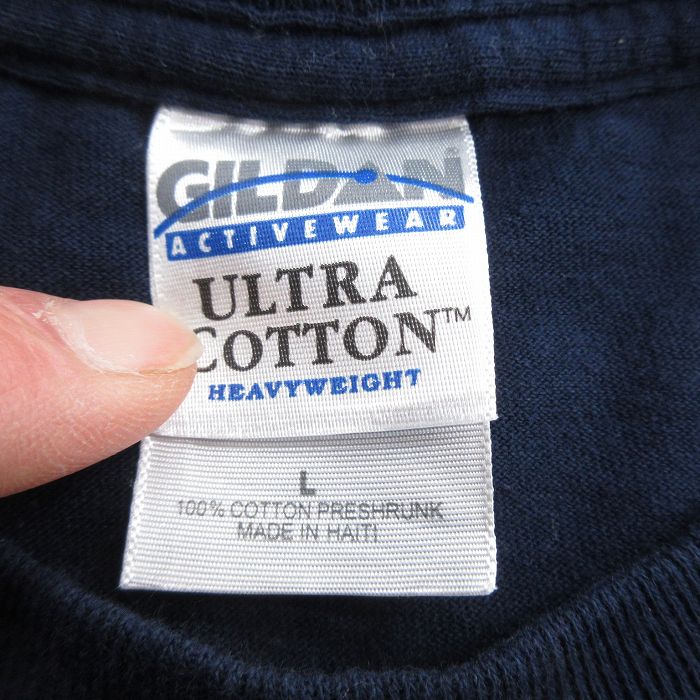 GILDAN®
ACTIVEWEAR
ULTRA
COTTON™
HEAVYWEIGHT
L
100% COTTON PRESHRUNK
MADE IN HAITI